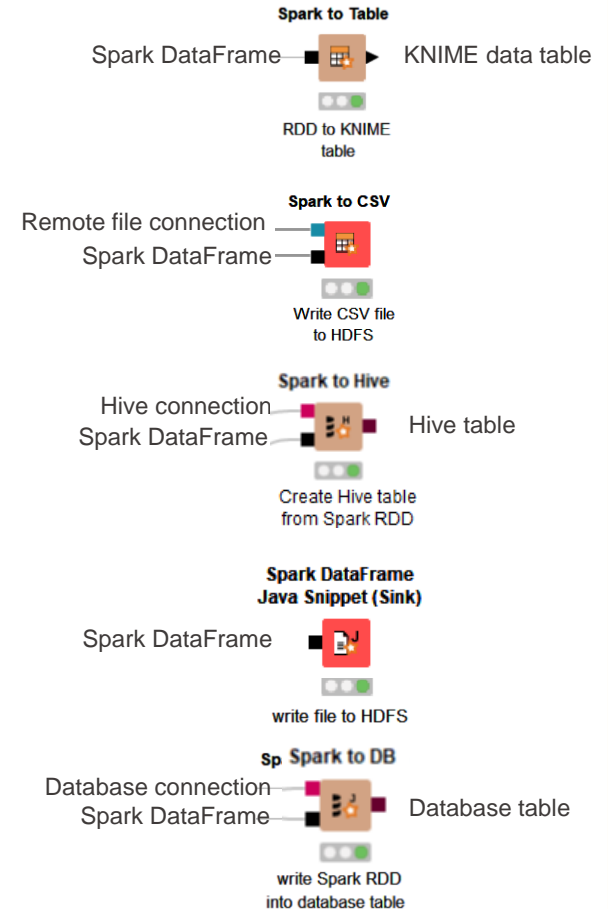 Spark to Table
Spark DataFrame
KNIME data table
RDD to KNIME
table
Spark to CSV
Remote file connection
Spark DataFrame
Write CSV file
to HDFS
Spark to Hive
Hive connection
Spark DataFrame
H
Hive table
Create Hive table
from Spark RDD
Spark DataFrame
Java Snippet (Sink)
Spark DataFrame
J
write file to HDFS
Sp Spark to DB
Database connection
Spark DataFrame
J
Database table
write Spark RDD
into database table